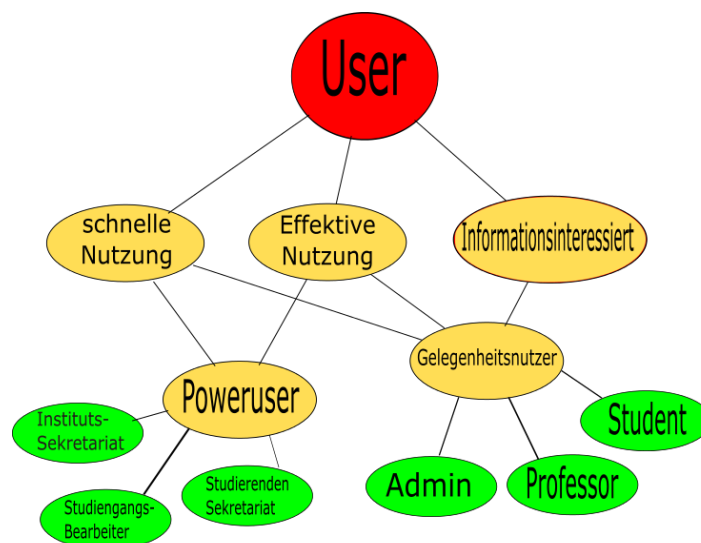 User
schnelle
Nutzung
Effektive
Nutzung
Informationsinteressiert
Gelegenheitsnutzer
Poweruser
Instituts-
Sekretariat
Student
Studierenden
Sekretariat
Admin
Professor
Studiengangs-
Bearbeiter